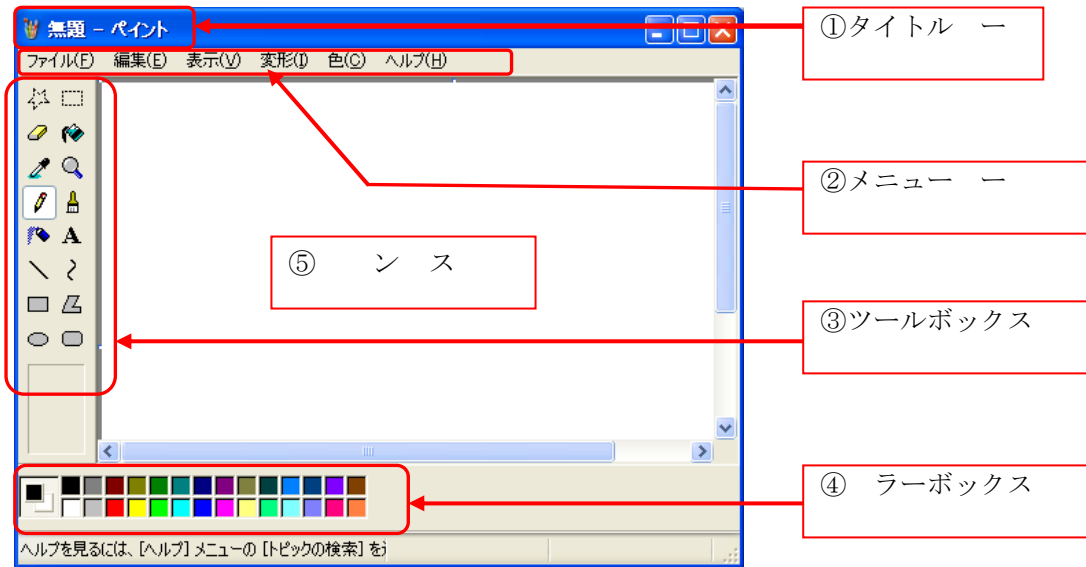 無題 - ペイント
ファイル(F) 編集(E) 表示(V) 変形(I) 色(C) ヘルプ(H)
A
①タイトル ー
②メニュー ー
⑤ ン ス
③ツールボックス
④ ラーボックス
ヘルプを見るには、[ヘルプ] メニューの [トピックの検索] を